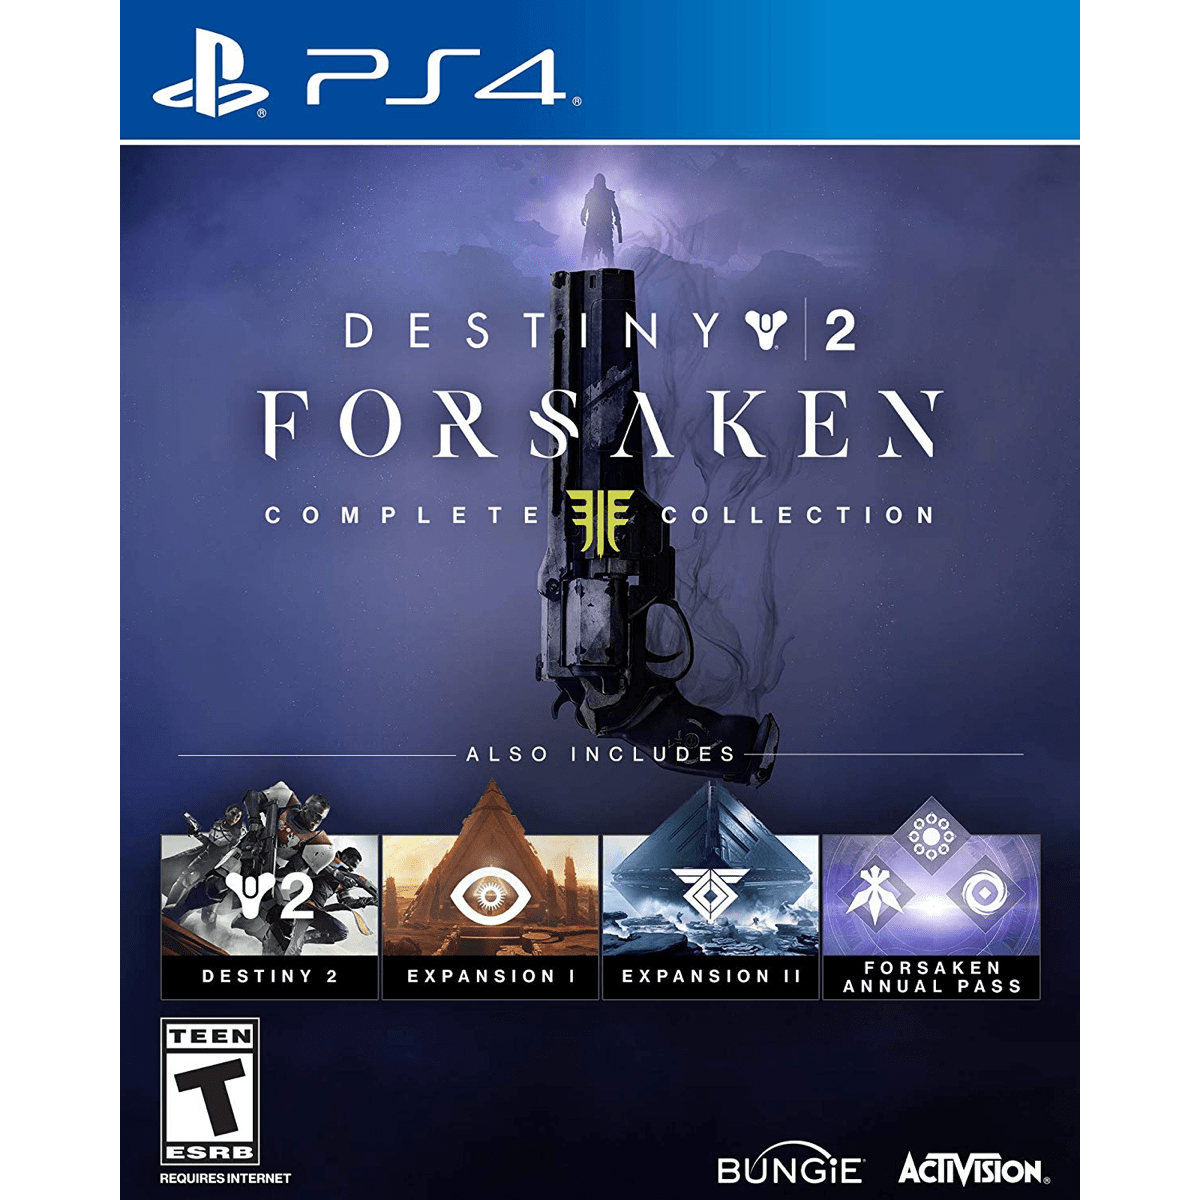 PS4®
DESTINY 2
FORSAKEN
COMPLETE COLLECTION
ALSO INCLUDES
2
DESTINY 2
EXPANSION I
EXPANSION II
FORSAKEN
ANNUAL PASS
TEEN
T
ESRB
REQUIRES INTERNET
BUNGiE
ACTIVISION®